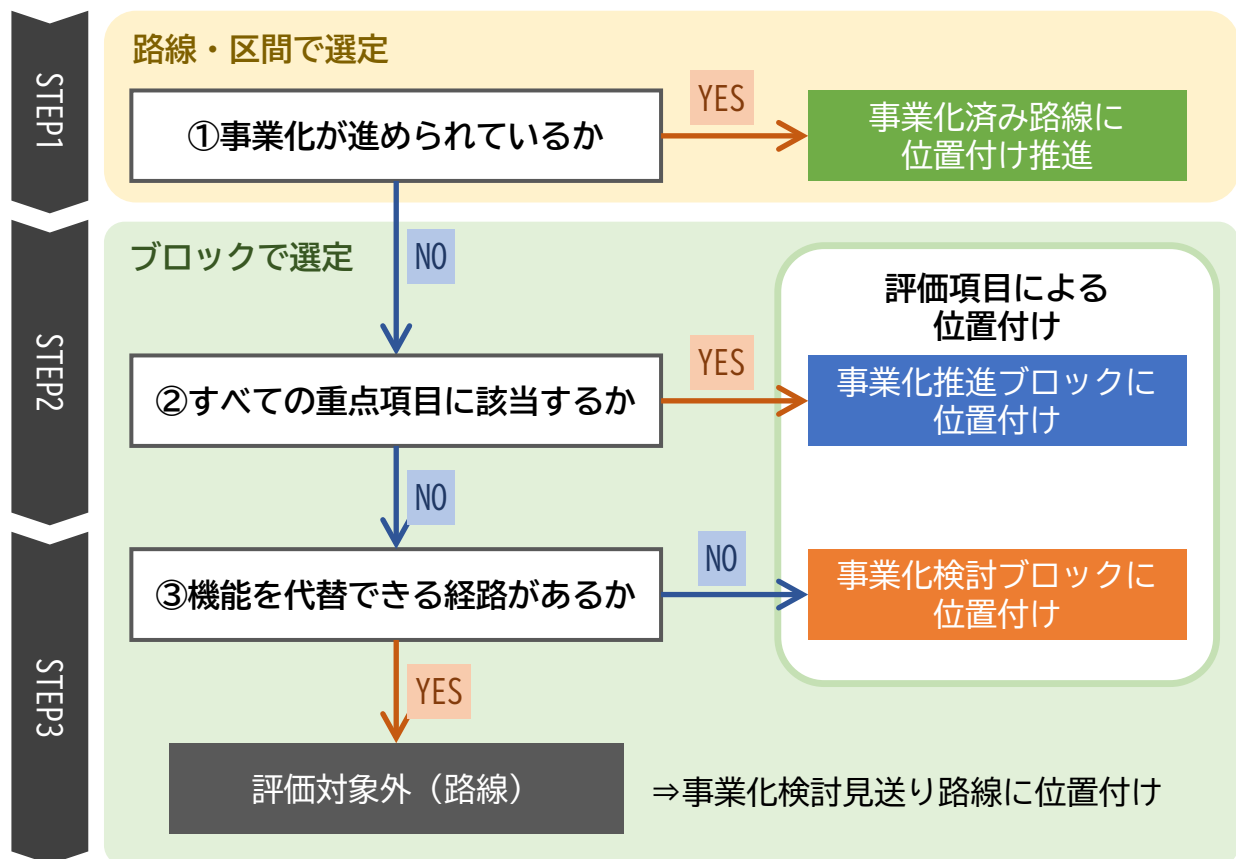 STEP1
路線・区間で選定
①事業化が進められているか
YES
事業化済み路線に
位置付け推進
NO
STEP2
ブロックで選定
評価項目による
位置付け
②すべての重点項目に該当するか
YES
事業化推進ブロックに
位置付け
NO
STEP3
③機能を代替できる経路があるか
NO
事業化検討ブロックに
位置付け
YES
評価対象外（路線）
⇒事業化検討見送り路線に位置付け